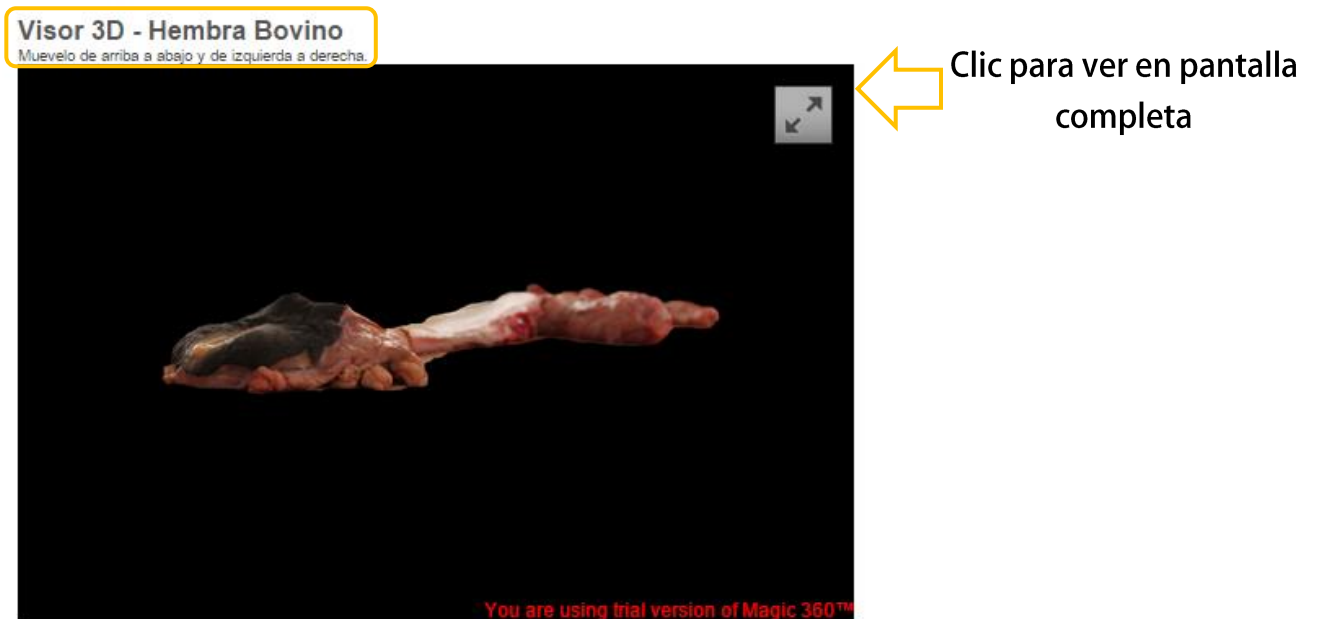 Visor 3D - Hembra Bovino
Muevelo de arriba a abajo y de izquierda a derecha.
Clic para ver en pantalla
completa
You are using trial version of Magic 360™